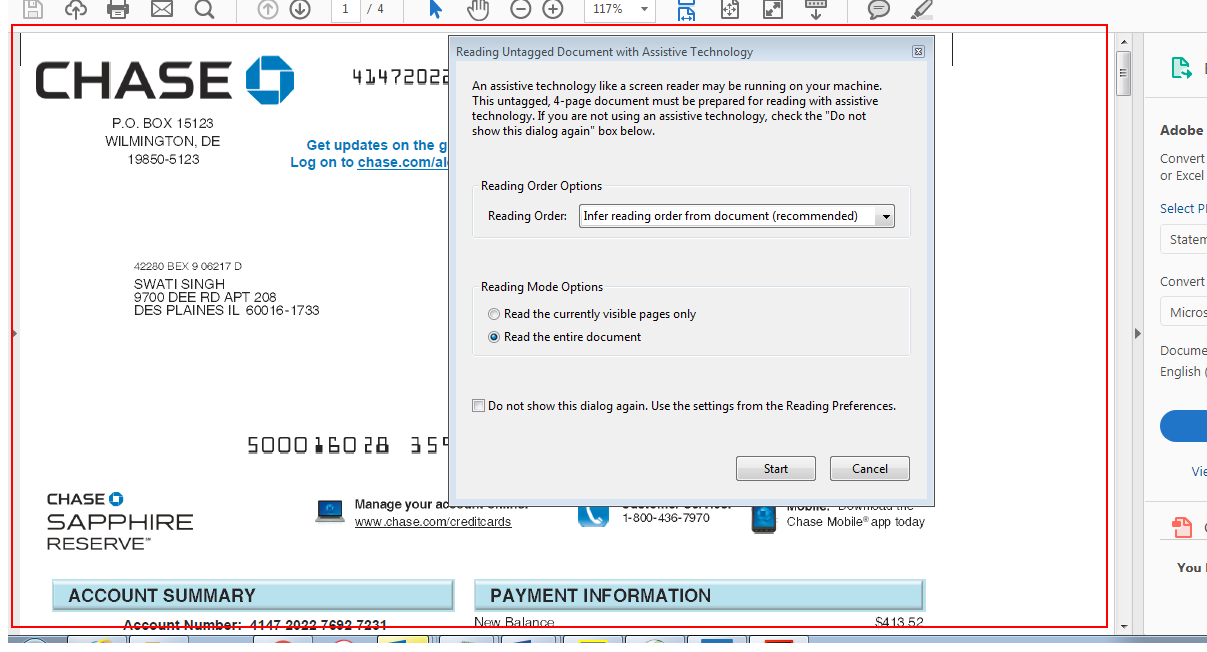 1 / 4
117%
CHASE
41472022
P.O. BOX 15123
WILMINGTON, DE
19850-5123
Get updates on the g
Log on to chase.com/al
42280 BEX 9 06217 D
SWATI SINGH
9700 DEE RD APT 208
DES PLAINES IL 60016-1733
500016028 359
Reading Untagged Document with Assistive Technology
An assistive technology like a screen reader may be running on your machine.
This untagged, 4-page document must be prepared for reading with assistive
technology. If you are not using an assistive technology, check the "Do not
show this dialog again" box below.
Reading Order Options
Reading Order: Infer reading order from document (recommended)
Reading Mode Options
Read the currently visible pages only
Read the entire document
Do not show this dialog again. Use the settings from the Reading Preferences.
Start Cancel
CHASE
SAPPHIRE
RESERVE℠
Manage your account online:
www.chase.com/creditcards
Customer Service:
1-800-436-7970
Mobile: Download the
Chase Mobile® app today
ACCOUNT SUMMARY
Account Number: 4147 2022 7692 7231
PAYMENT INFORMATION
New Balance $413.52
Adobe
Convert
or Excel
Select P
Statem
Convert
Micros
Docume
English (
Vie
You